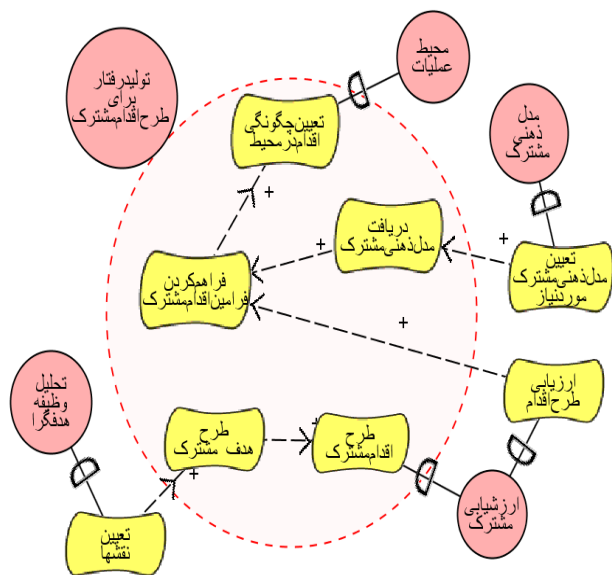 محیط
عملیات
تولیدرفتار
برای
طرح اقدام مشترک
تعیین چگونگی
اقدام درمحیط
+
مدل
ذهنی
مشترک
دریافت
مدل ذهنی مشترک
+
+
تعیین
مدل ذهنی مشترک
موردنیاز
فراهم کردن
فرامین اقدام مشترک
+
ارزیابی
طرح اقدام
تحلیل
وظیفه
هدفگرا
طرح
هدف مشترک
+
طرح
اقدام مشترک
+
ارزشیابی
مشترک
تعیین
نقشها